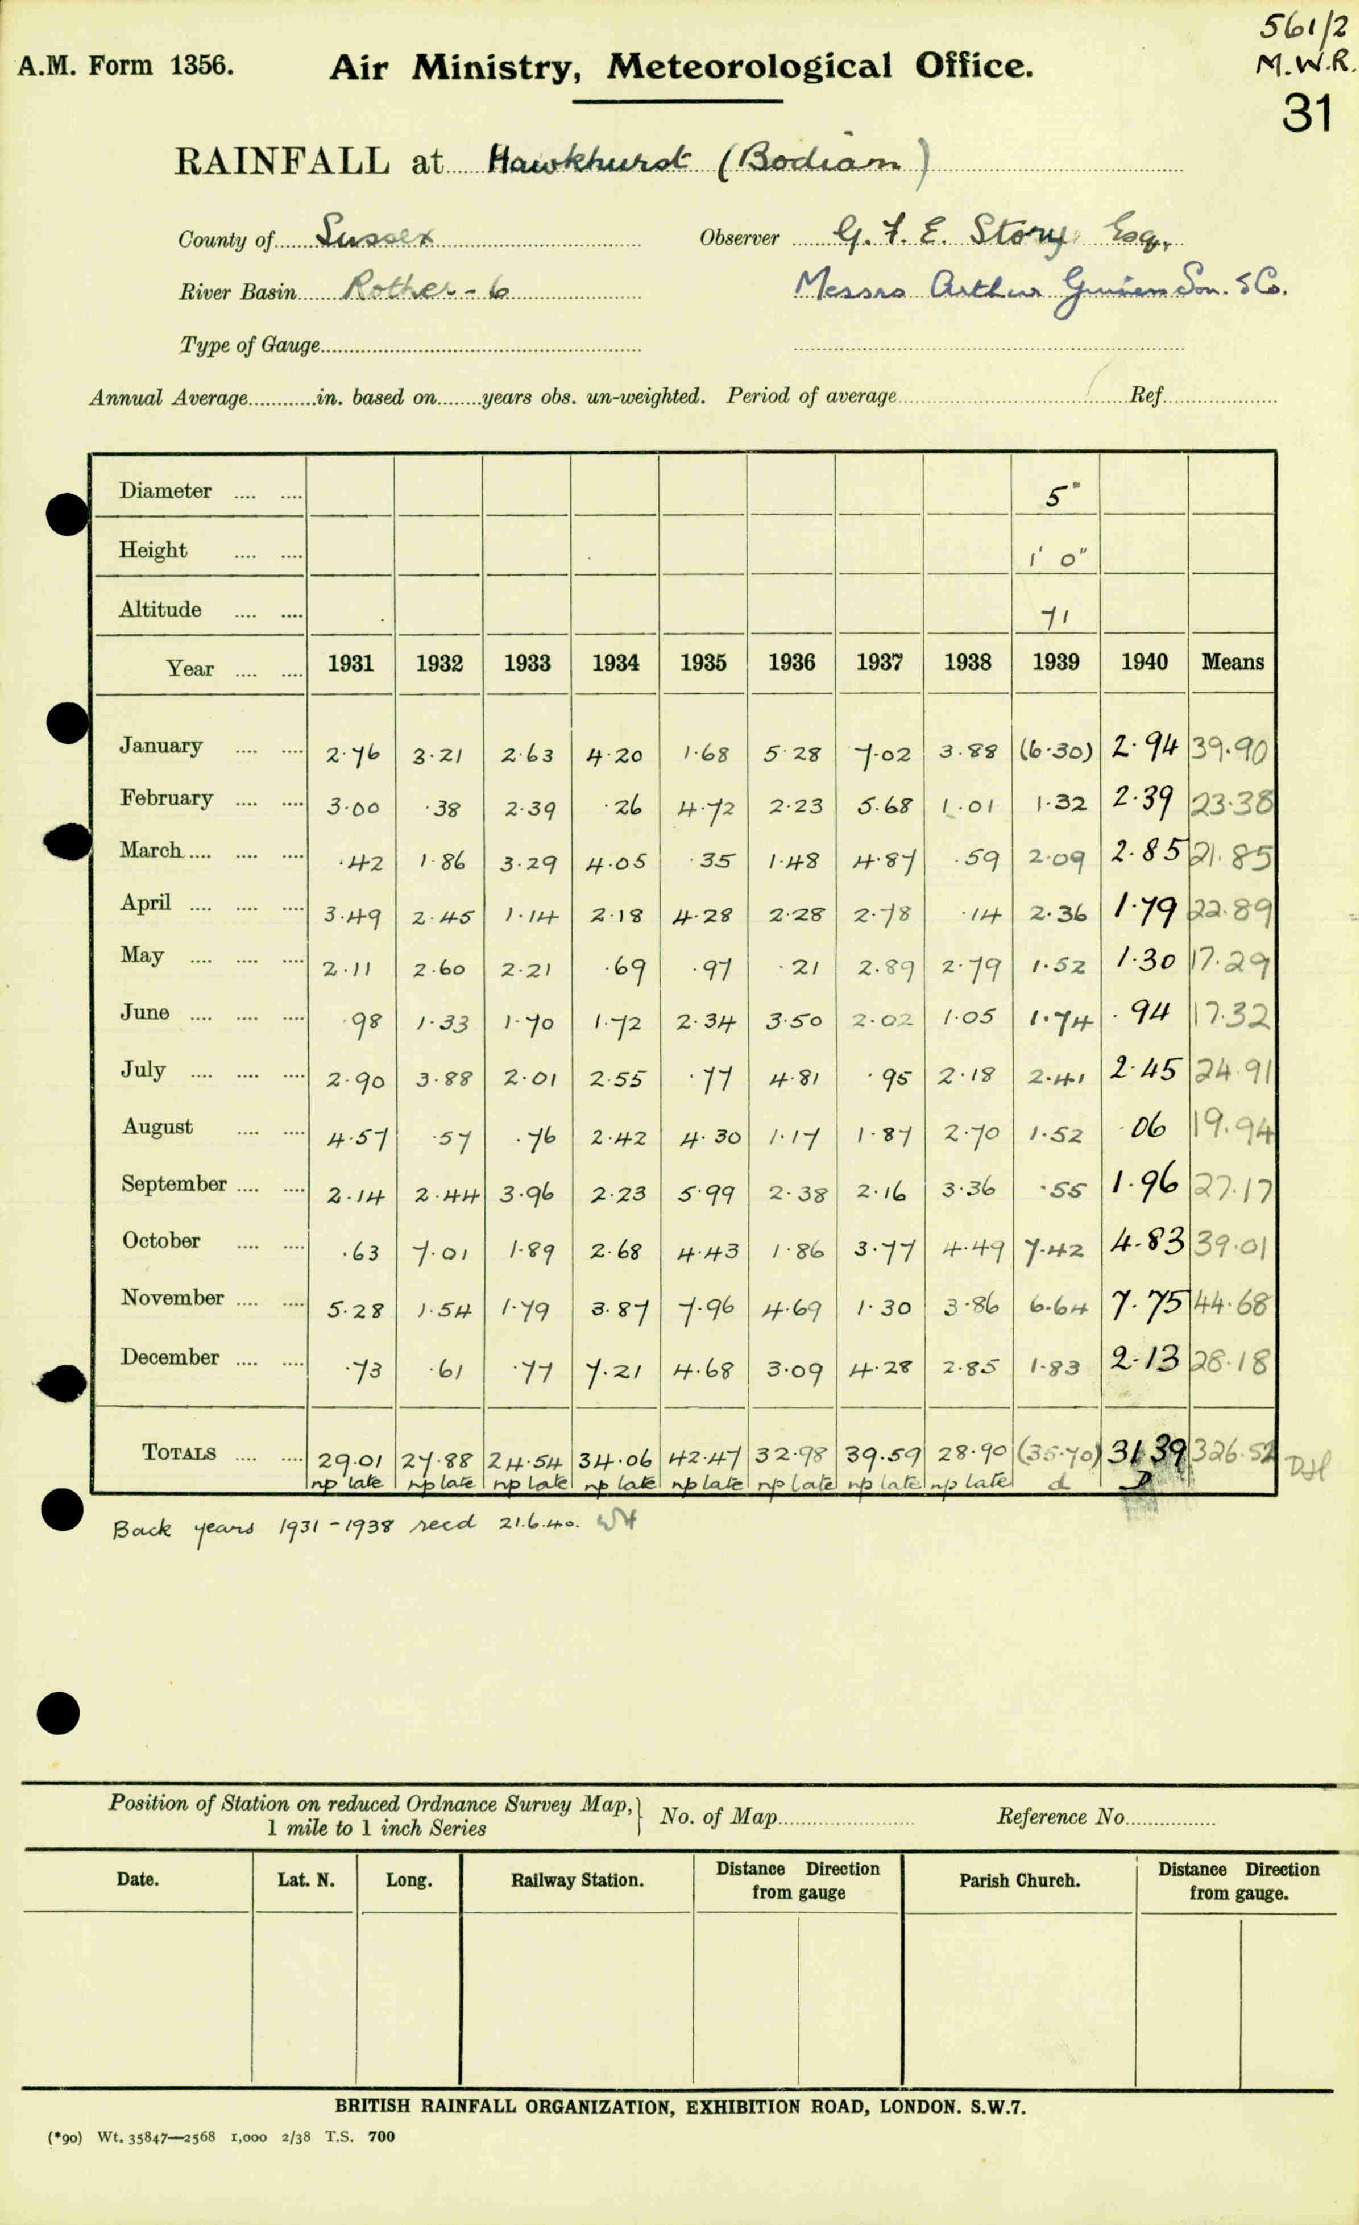 561/2
M.W.R.
31
A.M. Form 1356.
Air Ministry, Meteorological Office.
RAINFALL at Hawkhurst (Bodiam)
County of Sussex Observer G. F. E. Story Esq.
River Basin Rother - 6 Messrs Arthur Guinness Son. & Co.
Type of Gauge
Annual Average in. based on years obs. un-weighted. Period of average Ref.
Diameter 5"
Height 1' 0"
Altitude 71
Year 1931 1932 1933 1934 1935 1936 1937 1938 1939 1940 Means
January 2.76 3.21 2.63 4.20 1.68 5.28 7.02 3.88 (6.30) 2.94 39.90
February 3.00 .38 2.39 .26 4.72 2.23 5.68 1.01 1.32 2.39 23.38
March .42 1.86 3.29 4.05 .35 1.48 4.87 .59 2.09 2.85 21.85
April 3.49 2.45 1.14 2.18 4.28 2.28 2.78 .14 2.36 1.79 22.89
May 2.11 2.60 2.21 .69 .97 .21 2.89 2.79 1.52 1.30 17.29
June .98 1.33 1.70 1.72 2.34 3.50 2.02 1.05 1.74 .94 17.32
July 2.90 3.88 2.01 2.55 .77 4.81 .95 2.18 2.41 2.45 24.91
August 4.57 .57 .76 2.42 4.30 1.17 1.87 2.70 1.52 .06 19.94
September 2.14 2.44 3.96 2.23 5.99 2.38 2.16 3.36 .55 1.96 27.17
October .63 7.01 1.89 2.68 4.43 1.86 3.77 4.49 7.42 4.83 39.01
November 5.28 1.54 1.79 3.87 7.96 4.69 1.30 3.86 6.64 7.75 44.68
December .73 .61 .77 7.21 4.68 3.09 4.28 2.85 1.83 2.13 28.18
TOTALS 29.01 27.88 24.54 34.06 42.47 32.98 39.59 28.90 (35.70) 31.39 326.52 DH
np late np late np late np late np late np late np late np late d D
Back years 1931-1938 recd 21.6.40.
Position of Station on reduced Ordnance Survey Map, 1 mile to 1 inch Series No. of Map Reference No.
Date. Lat. N. Long. Railway Station. Distance Direction from gauge Parish Church. Distance Direction from gauge.
BRITISH RAINFALL ORGANIZATION, EXHIBITION ROAD, LONDON. S.W.7.
(*90) Wt. 35847—2568 1,000 2/38 T.S. 700